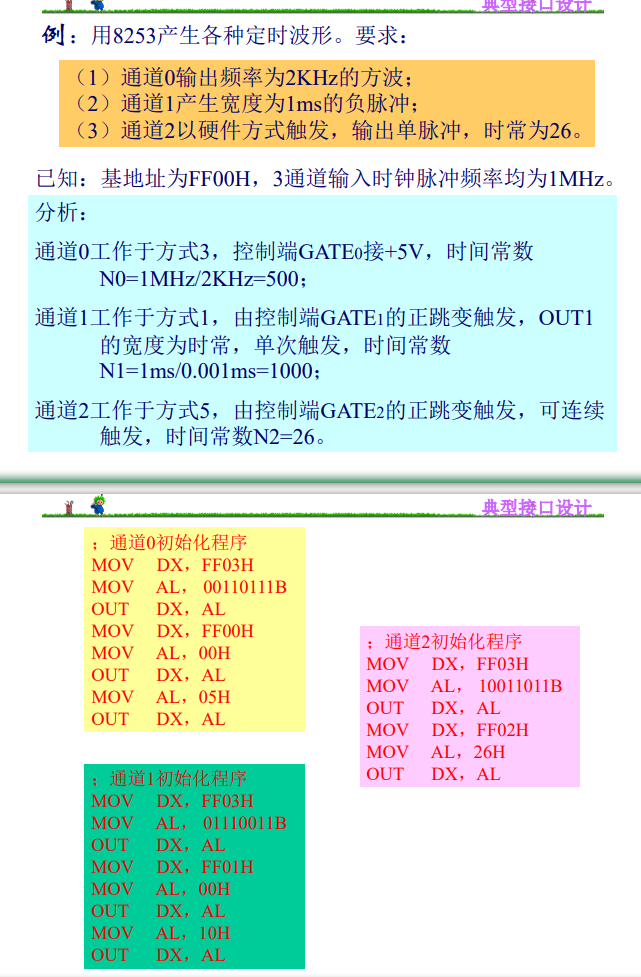 典型接口设计
例：用8253产生各种定时波形。要求：
（1）通道0输出频率为2KHz的方波；
（2）通道1产生宽度为1ms的负脉冲；
（3）通道2以硬件方式触发，输出单脉冲，时常为26。
已知：基地址为FF00H，3通道输入时钟脉冲频率均为1MHz。
分析：
通道0工作于方式3，控制端GATE0接+5V，时间常数
N0=1MHz/2KHz=500；
通道1工作于方式1，由控制端GATE1的正跳变触发，OUT1
的宽度为时常，单次触发，时间常数
N1=1ms/0.001ms=1000；
通道2工作于方式5，由控制端GATE2的正跳变触发，可连续
触发，时间常数N2=26。
典型接口设计
；通道0初始化程序
MOV DX，FF03H
MOV AL， 00110111B
OUT DX，AL
MOV DX，FF00H
MOV AL，00H
OUT DX，AL
MOV AL，05H
OUT DX，AL
；通道1初始化程序
MOV DX，FF03H
MOV AL， 01110011B
OUT DX，AL
MOV DX，FF01H
MOV AL，00H
OUT DX，AL
MOV AL，10H
OUT DX，AL
；通道2初始化程序
MOV DX，FF03H
MOV AL， 10011011B
OUT DX，AL
MOV DX，FF02H
MOV AL，26H
OUT DX，AL